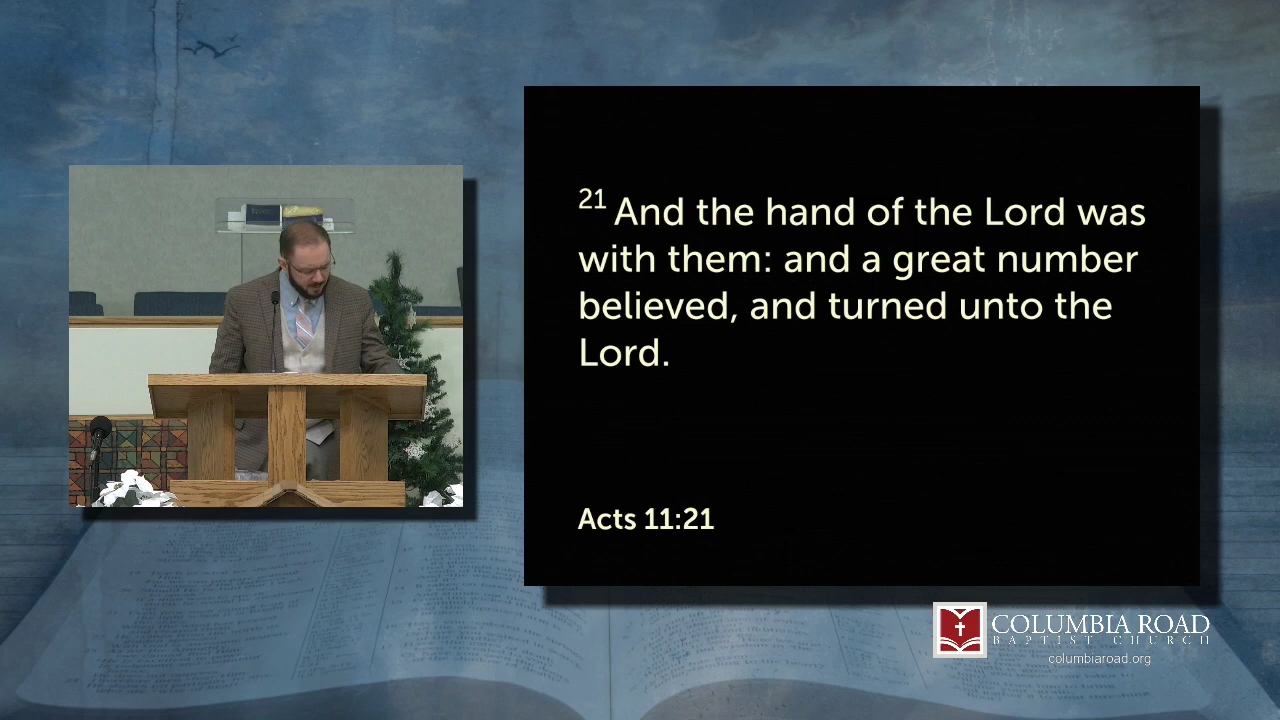 21 And the hand of the Lord was
with them: and a great number
believed, and turned unto the
Lord.
Acts 11:21
COLUMBIA ROAD
BAPTIST CHURCH
columbiaroad.org